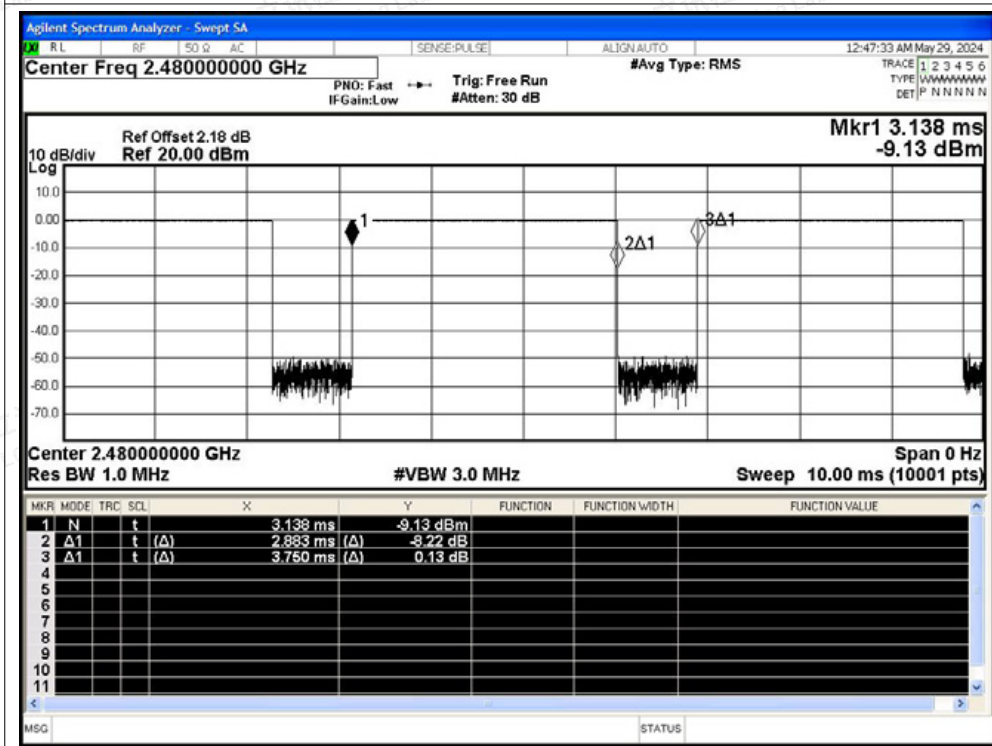 Agilent Spectrum Analyzer - Swept SA
LXI RL RF 50 Ω AC SENSE:PULSE ALIGN AUTO 12:47:33 AM May 29, 2024
Center Freq 2.480000000 GHz #Avg Type: RMS TRACE 1 2 3 4 5 6
PNO: Fast Trig: Free Run TYPE WWWWWW
IFGain:Low #Atten: 30 dB DET P N N N N N
Mkr1 3.138 ms
Ref Offset 2.18 dB
10 dB/div Ref 20.00 dBm -9.13 dBm
Log
10.0
0.00
1 3Δ1
2Δ1
-10.0
-20.0
-30.0
-40.0
-50.0
-60.0
-70.0
Center 2.480000000 GHz Span 0 Hz
Res BW 1.0 MHz #VBW 3.0 MHz Sweep 10.00 ms (10001 pts)
MKR MODE TRC SCL X Y FUNCTION FUNCTION WIDTH FUNCTION VALUE
1 N t 3.138 ms -9.13 dBm
2 Δ1 t (Δ) 2.883 ms (Δ) -8.22 dB
3 Δ1 t (Δ) 3.750 ms (Δ) 0.13 dB
4
5
6
7
8
9
10
11
MSG STATUS